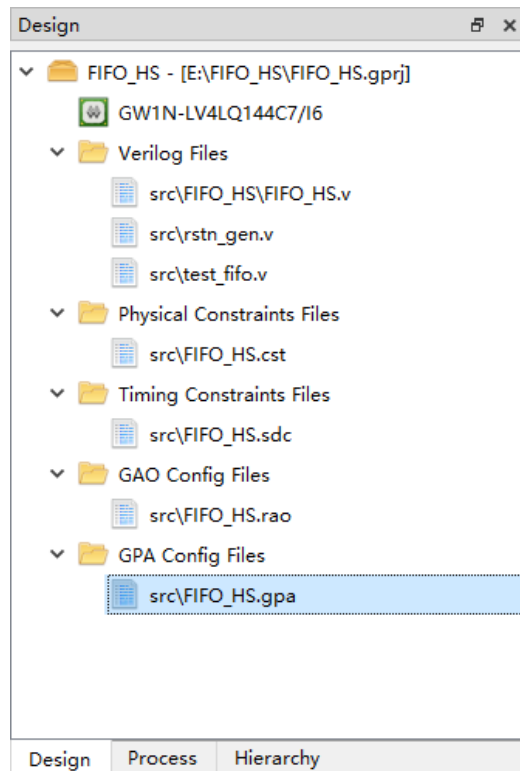 Design
FIFO_HS - [E:\FIFO_HS\FIFO_HS.gprj]
GW1N-LV4LQ144C7/I6
Verilog Files
src\FIFO_HS\FIFO_HS.v
src\rstn_gen.v
src\test_fifo.v
Physical Constraints Files
src\FIFO_HS.cst
Timing Constraints Files
src\FIFO_HS.sdc
GAO Config Files
src\FIFO_HS.rao
GPA Config Files
src\FIFO_HS.gpa
Design Process Hierarchy